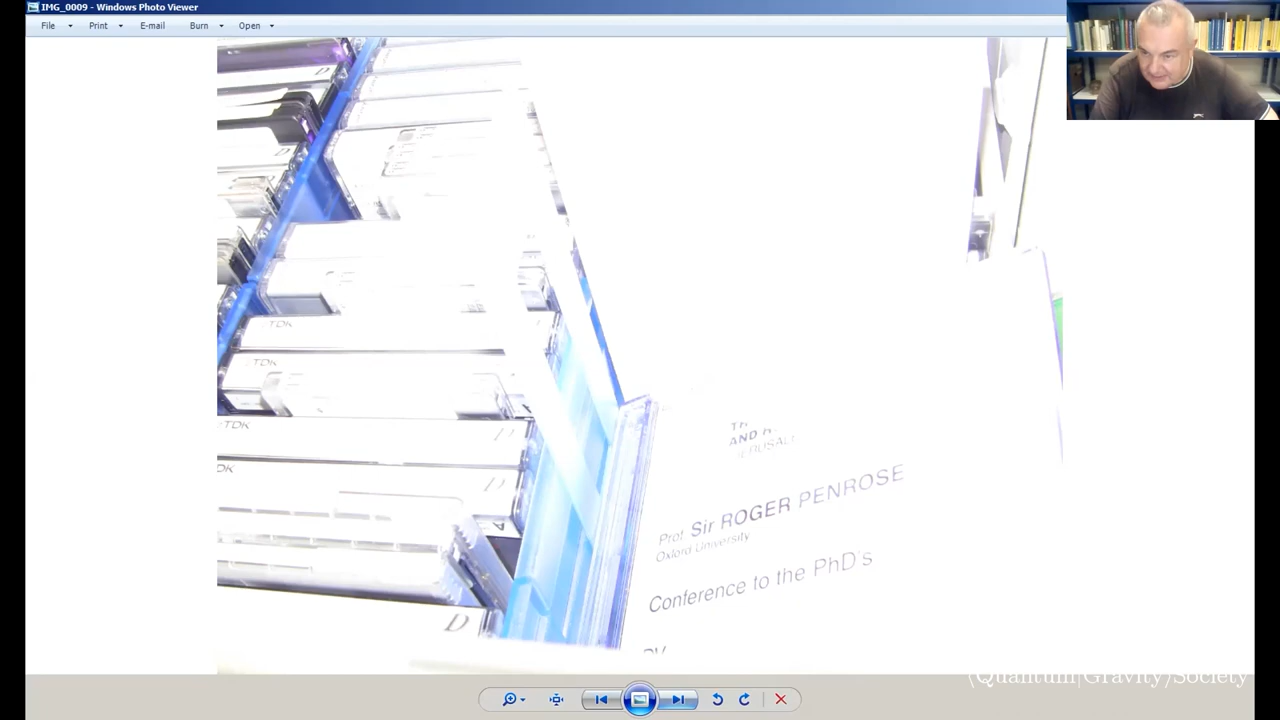 IMG_0009 - Windows Photo Viewer
File Print E-mail Burn Open
D
D
TDK
TDK
TDK
D
TDK
D
A
D
AND
Prof Sir ROGER PENROSE
Oxford University
Conference to the PhD's
⟨Quantum|Gravity⟩Society